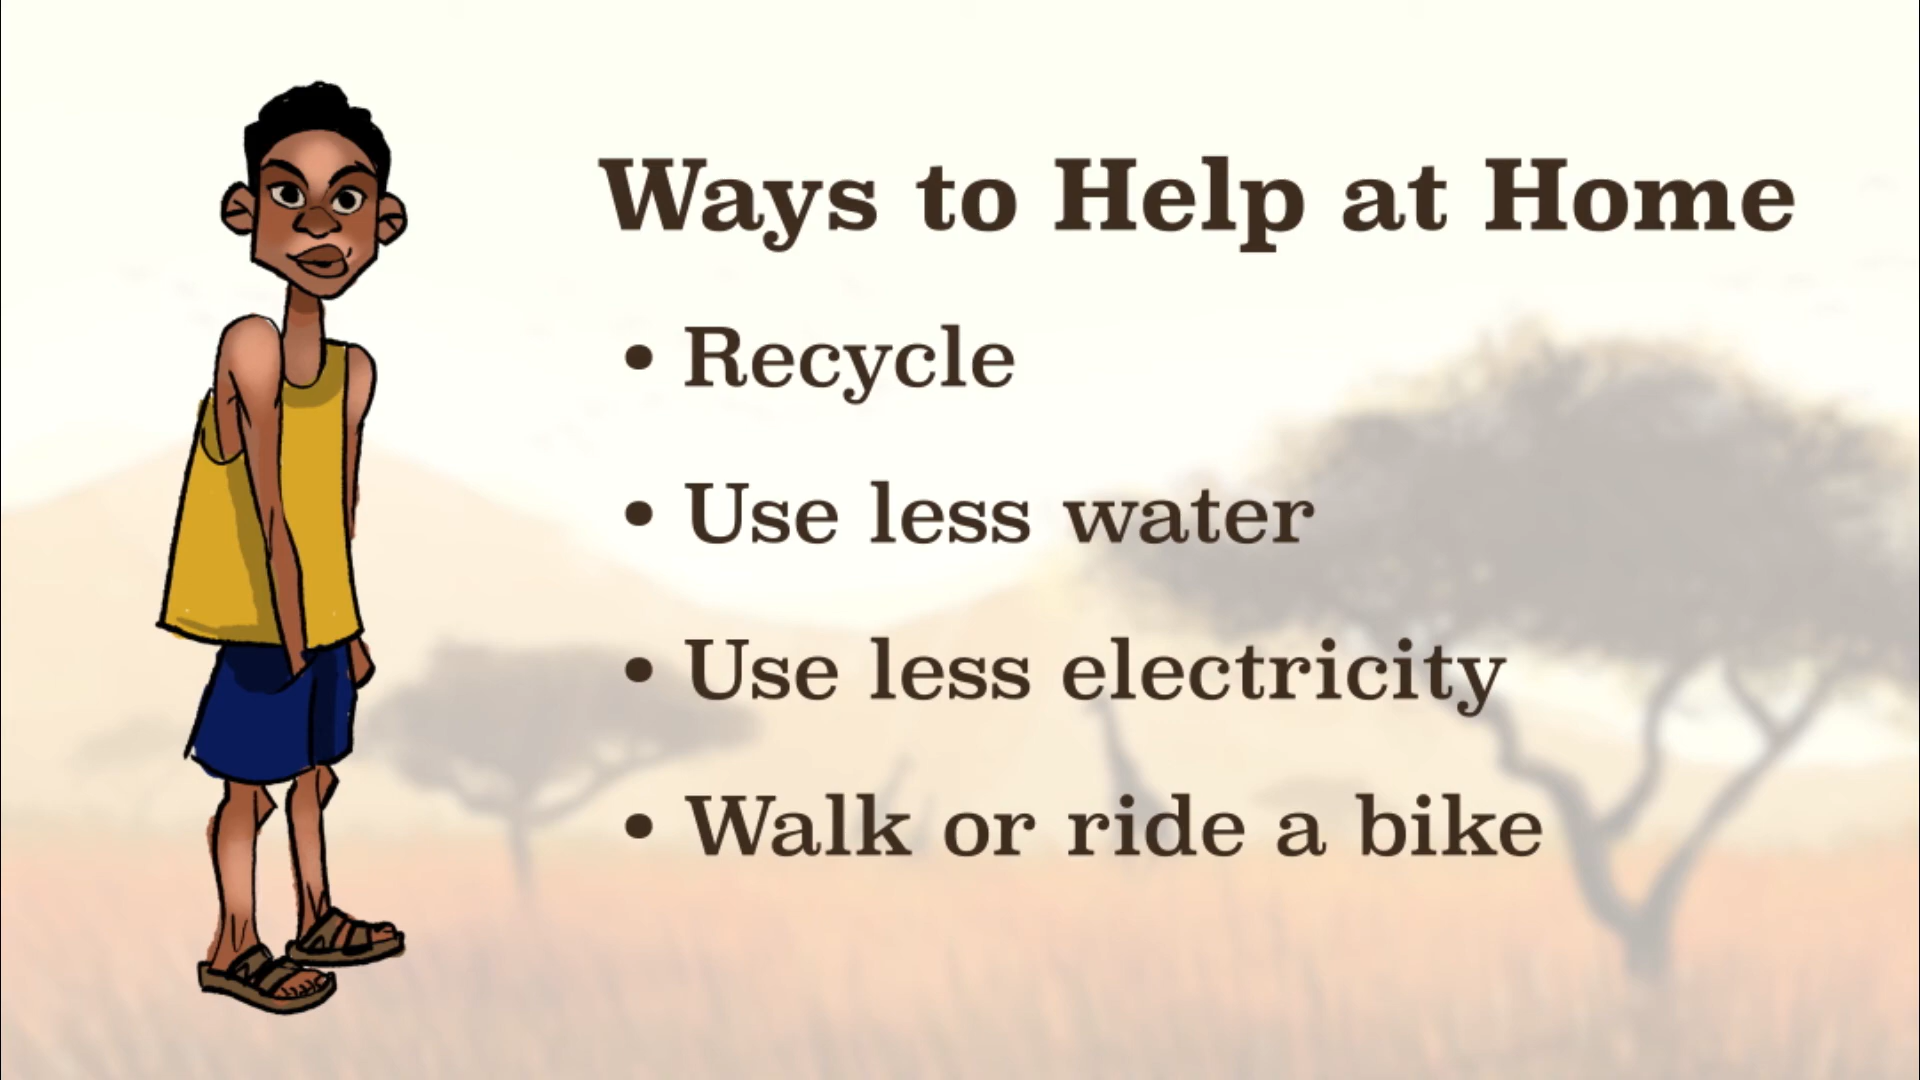 Ways to Help at Home
• Recycle
• Use less water
• Use less electricity
• Walk or ride a bike